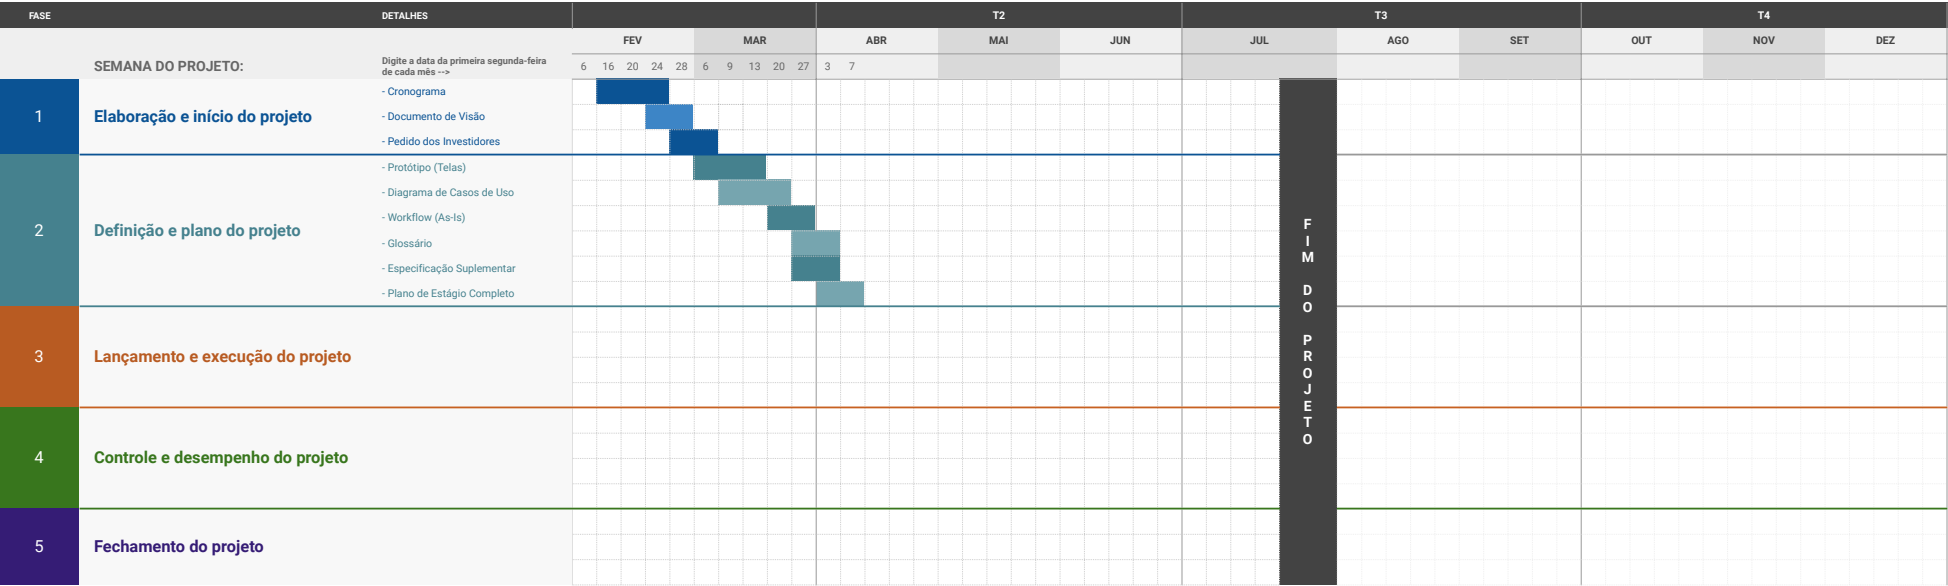 FASE DETALHES T2 T3 T4
FEV MAR ABR MAI JUN JUL AGO SET OUT NOV DEZ
SEMANA DO PROJETO: Digite a data da primeira segunda-feira
de cada mês --> 6 16 20 24 28 6 9 13 20 27 3 7
1 Elaboração e início do projeto
- Cronograma
- Documento de Visão
- Pedido dos Investidores
2 Definição e plano do projeto
- Protótipo (Telas)
- Diagrama de Casos de Uso
- Workflow (As-Is)
- Glossário
- Especificação Suplementar
- Plano de Estágio Completo
3 Lançamento e execução do projeto
4 Controle e desempenho do projeto
5 Fechamento do projeto
FIM DO PROJETO